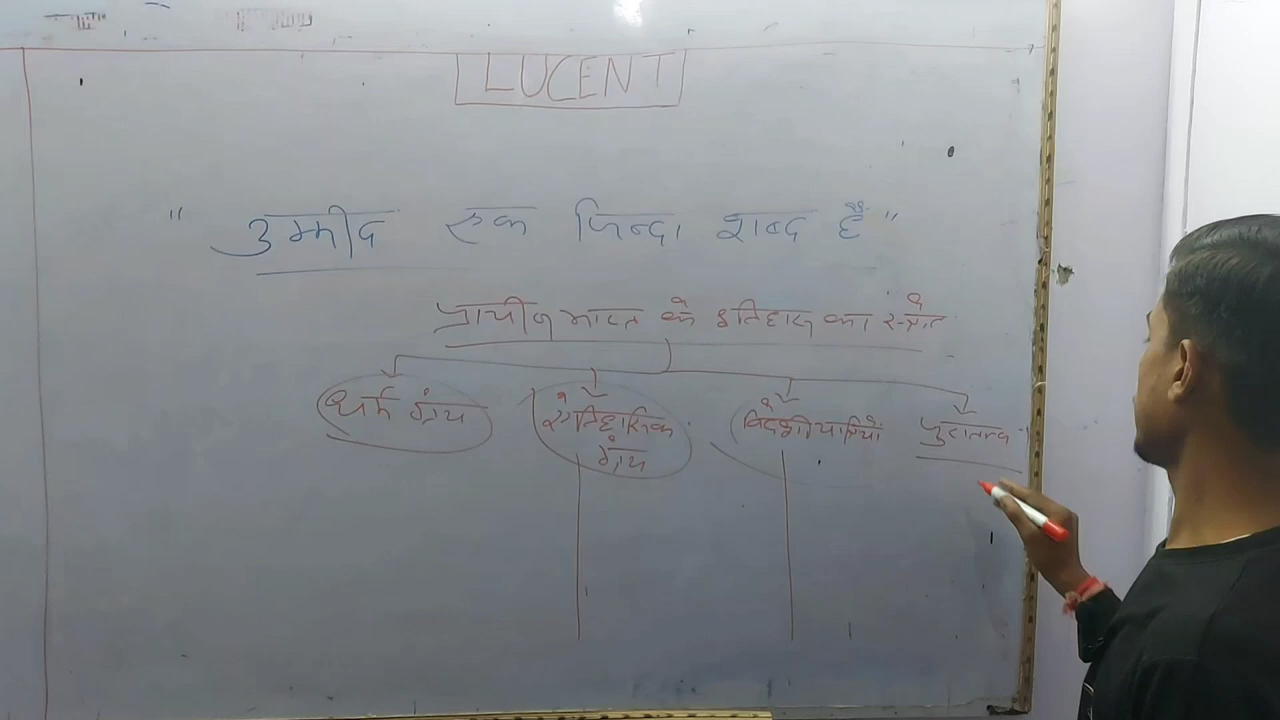 LUCENT
" उम्मीद एक जिन्दा शब्द है "
प्राचीन भारत के इतिहास का स्त्रोत
धर्म ग्रंथ
ऐतिहासिक ग्रंथ
विदेशी यात्रियो
पुरातत्व